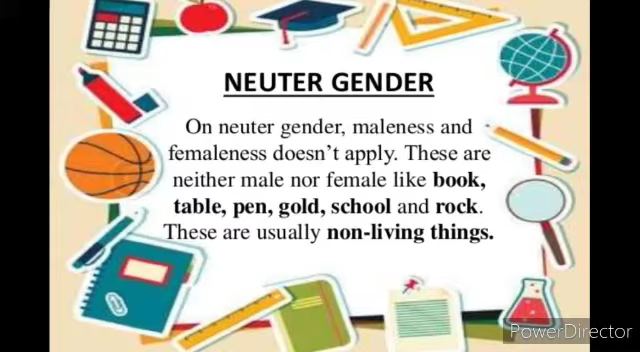 NEUTER GENDER
On neuter gender, maleness and
femaleness doesn't apply. These are
neither male nor female like book,
table, pen, gold, school and rock.
These are usually non-living things.
PowerDirector